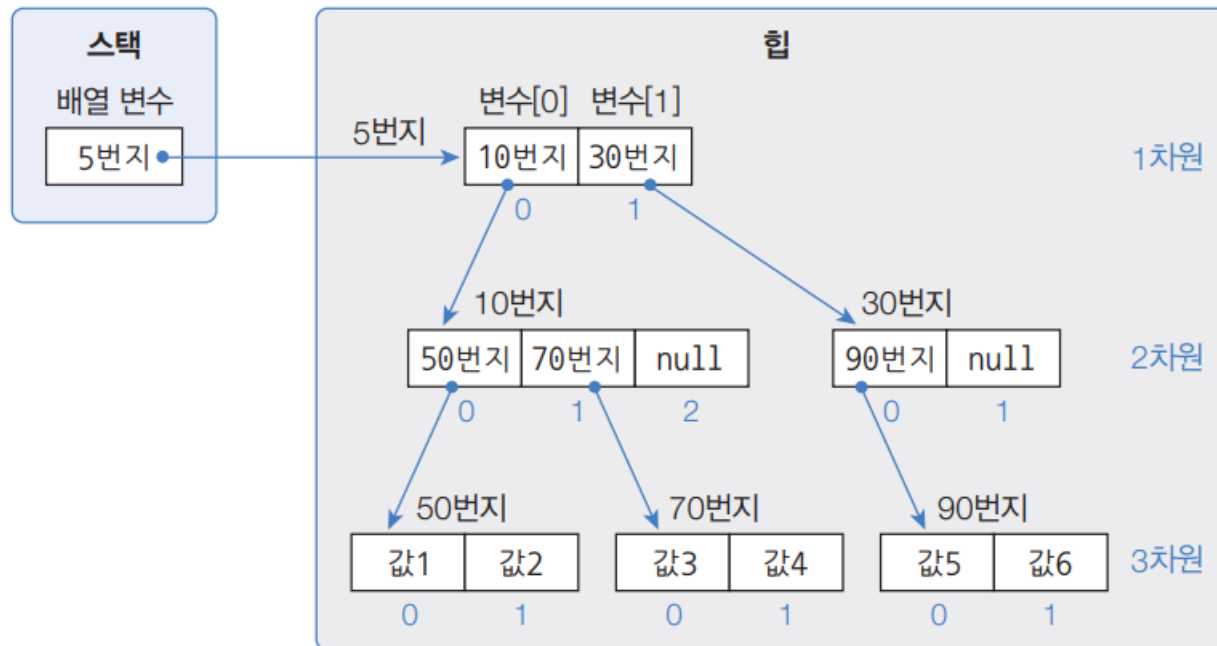 스택
힙
배열 변수
변수[0] 변수[1]
5번지
5번지
10번지 30번지
1차원
0 1
10번지
30번지
50번지 70번지 null
90번지 null
2차원
0 1 2
0 1
50번지
70번지
90번지
값1 값2
값3 값4
값5 값6
3차원
0 1
0 1
0 1